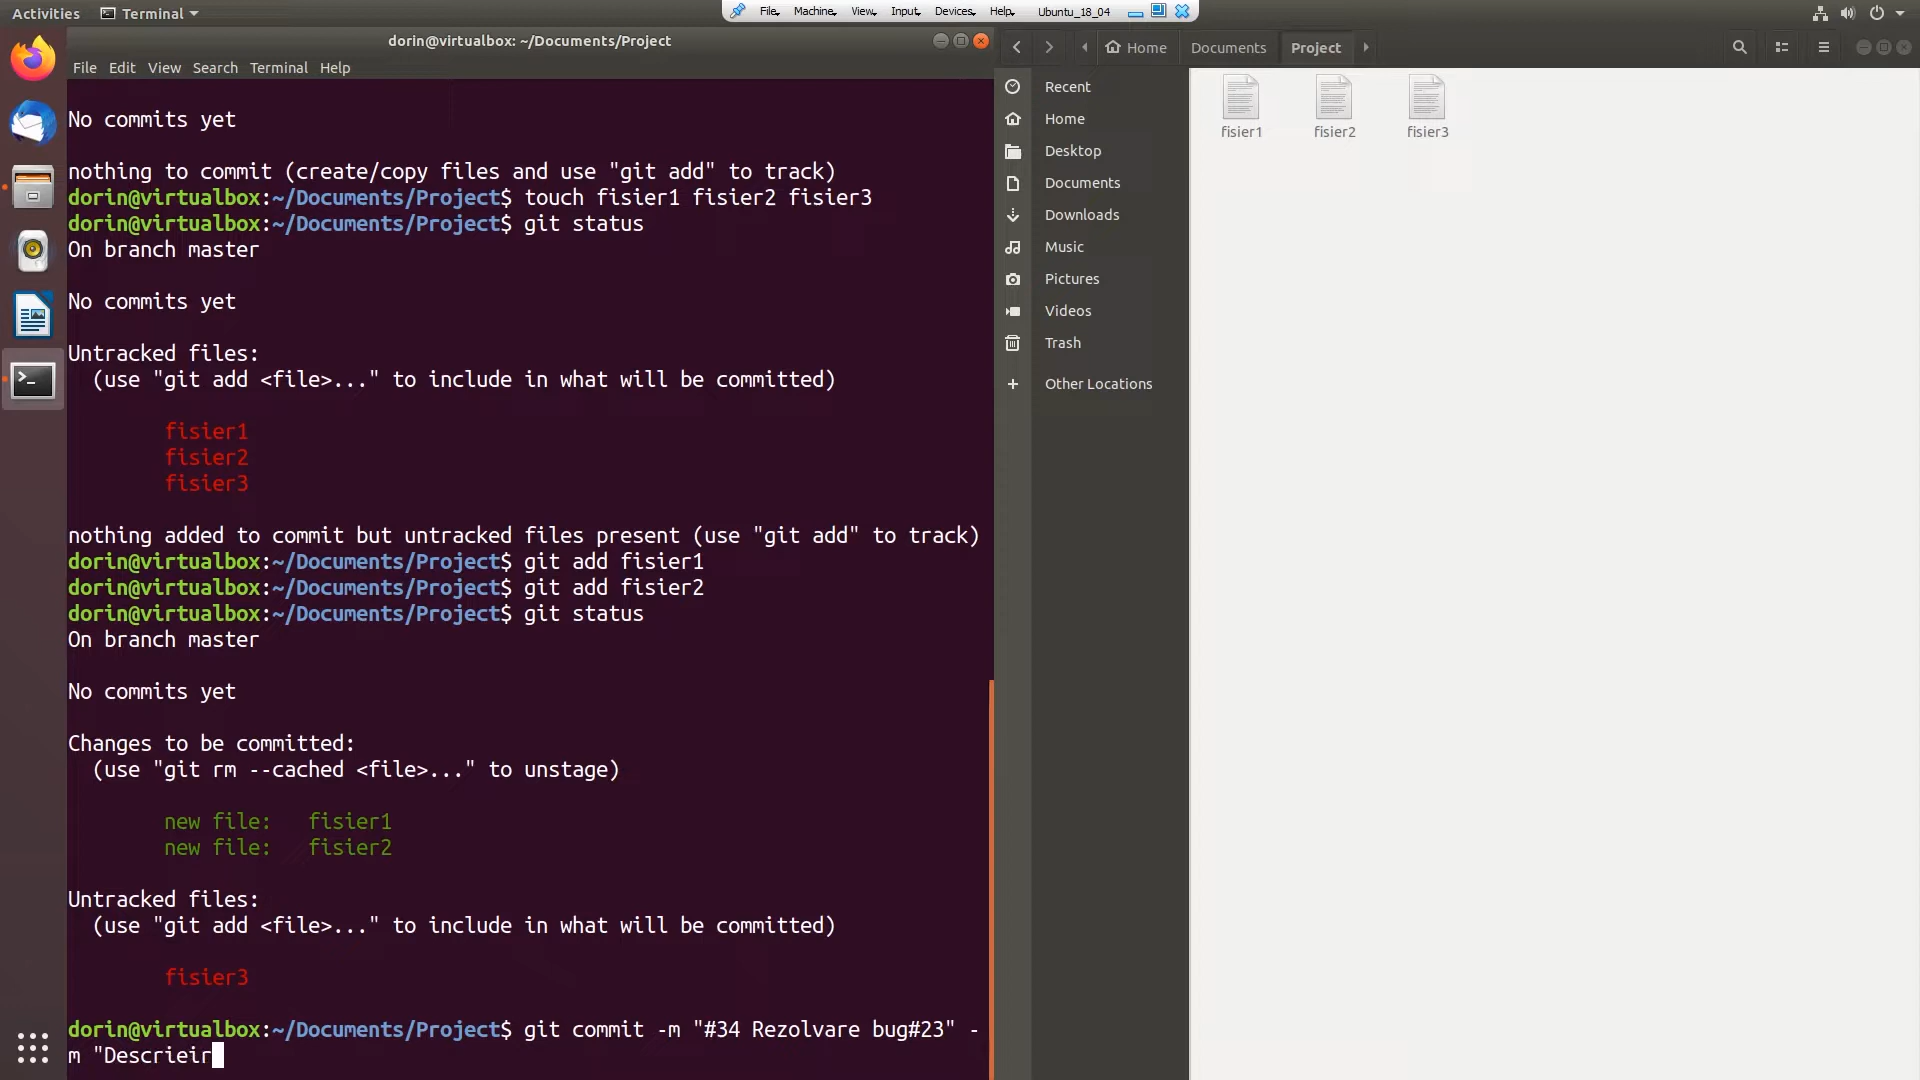 Activities Terminal
File Machine View Input Devices Help Ubuntu_18_04
dorin@virtualbox: ~/Documents/Project
File Edit View Search Terminal Help
No commits yet
nothing to commit (create/copy files and use "git add" to track)
dorin@virtualbox:~/Documents/Project$ touch fisier1 fisier2 fisier3
dorin@virtualbox:~/Documents/Project$ git status
On branch master
No commits yet
Untracked files:
(use "git add <file>..." to include in what will be committed)
fisier1
fisier2
fisier3
nothing added to commit but untracked files present (use "git add" to track)
dorin@virtualbox:~/Documents/Project$ git add fisier1
dorin@virtualbox:~/Documents/Project$ git add fisier2
dorin@virtualbox:~/Documents/Project$ git status
On branch master
No commits yet
Changes to be committed:
(use "git rm --cached <file>..." to unstage)
new file: fisier1
new file: fisier2
Untracked files:
(use "git add <file>..." to include in what will be committed)
fisier3
dorin@virtualbox:~/Documents/Project$ git commit -m "#34 Rezolvare bug#23" -
m "Descrieir
Home Documents Project
Recent
Home
Desktop
Documents
Downloads
Music
Pictures
Videos
Trash
Other Locations
fisier1 fisier2 fisier3